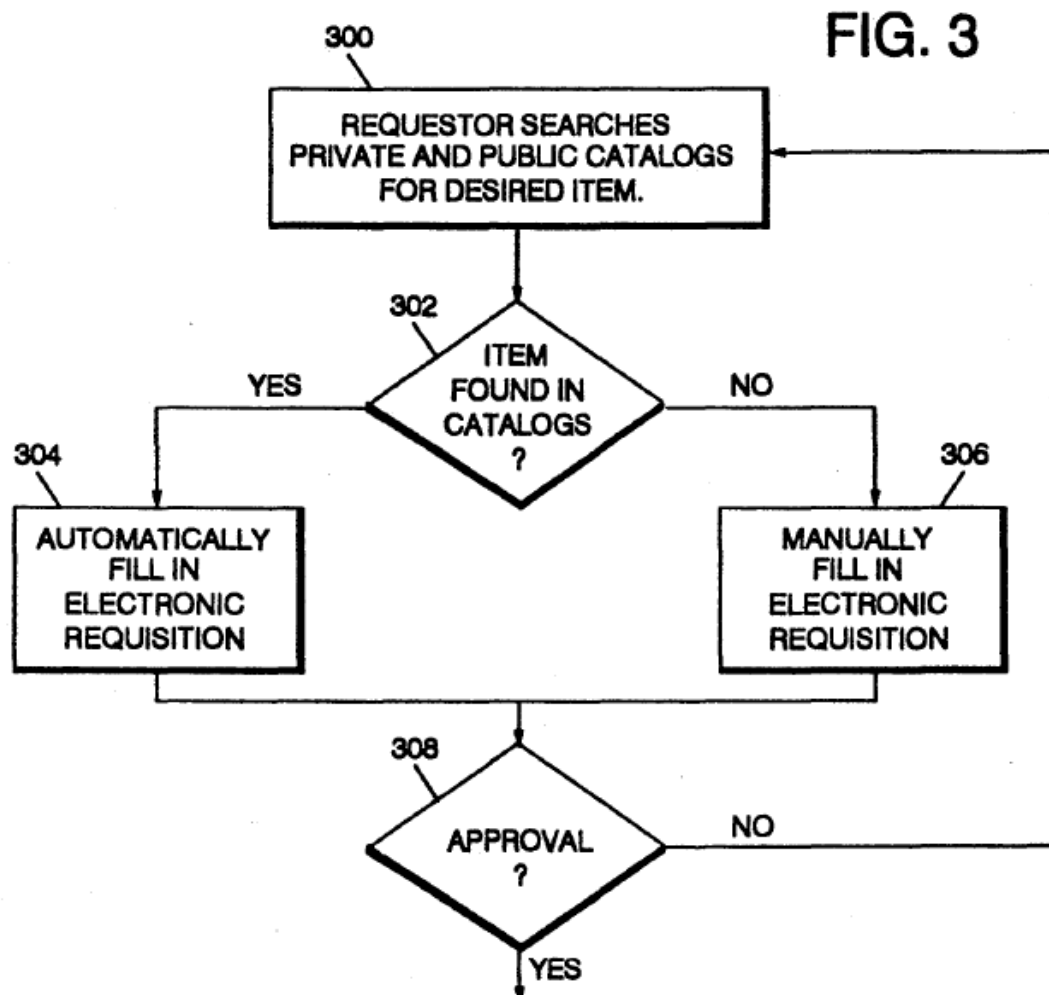 FIG. 3
300
REQUESTOR SEARCHES
PRIVATE AND PUBLIC CATALOGS
FOR DESIRED ITEM.
302
ITEM
FOUND IN
CATALOGS
?
YES
NO
304
AUTOMATICALLY
FILL IN
ELECTRONIC
REQUISITION
306
MANUALLY
FILL IN
ELECTRONIC
REQUISITION
308
APPROVAL
?
NO
YES